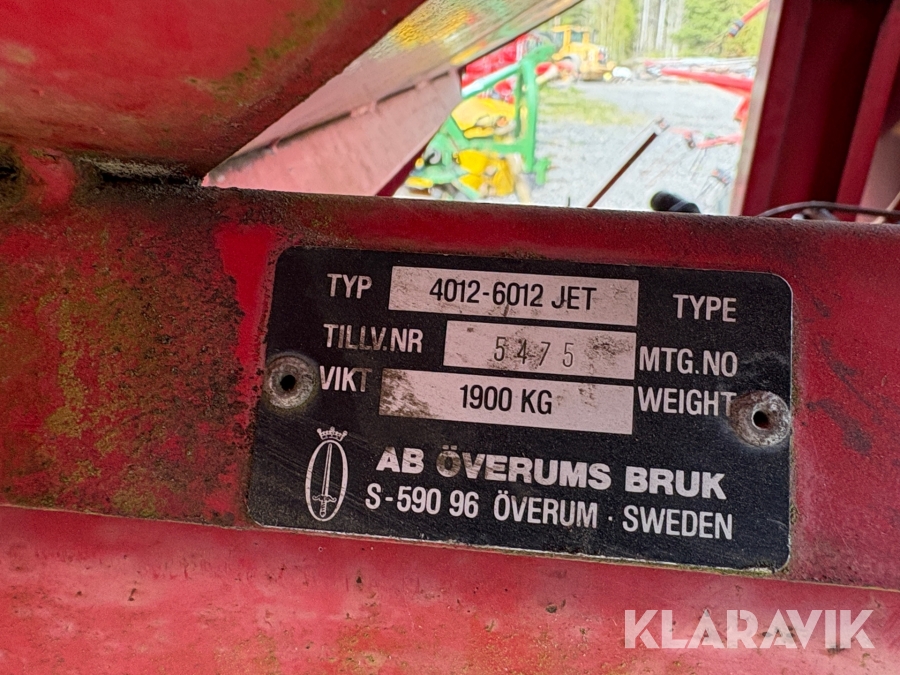 TYP 4012-6012 JET TYPE
TILLV.NR 5475 MTG.NO
VIKT 1900 KG WEIGHT
AB ÖVERUMS BRUK
S-590 96 ÖVERUM · SWEDEN
KLARAVIK